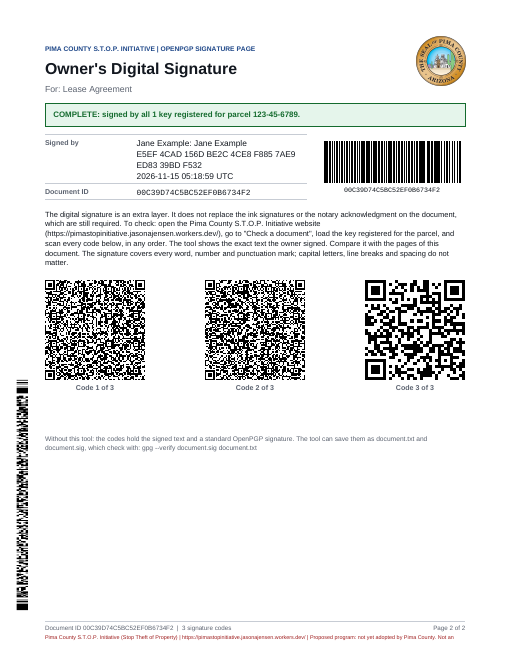 PIMA COUNTY S.T.O.P. INITIATIVE | OPENPGP SIGNATURE PAGE
Owner's Digital Signature
For: Lease Agreement
THE SEAL OF PIMA COUNTY
ARIZONA
COMPLETE: signed by all 1 key registered for parcel 123-45-6789.
Signed by
Jane Example: Jane Example
E5EF 4CAD 156D BE2C 4CE8 F885 7AE9
ED83 39BD F532
2026-11-15 05:18:59 UTC
Document ID
00C39D74C5BC52EF0B6734F2
00C39D74C5BC52EF0B6734F2
The digital signature is an extra layer. It does not replace the ink signatures or the notary acknowledgment on the document,
which are still required. To check: open the Pima County S.T.O.P. Initiative website
(https://pimastopinitiative.jasonajensen.workers.dev/), go to "Check a document", load the key registered for the parcel, and
scan every code below, in any order. The tool shows the exact text the owner signed. Compare it with the pages of this
document. The signature covers every word, number and punctuation mark; capital letters, line breaks and spacing do not
matter.
Code 1 of 3
Code 2 of 3
Code 3 of 3
Without this tool: the codes hold the signed text and a standard OpenPGP signature. The tool can save them as document.txt and
document.sig, which check with: gpg --verify document.sig document.txt
Document ID 00C39D74C5BC52EF0B6734F2 | 3 signature codes
Page 2 of 2
Pima County S.T.O.P. Initiative (Stop Theft of Property) | https://pimastopinitiative.jasonajensen.workers.dev/ | Proposed program: not yet adopted by Pima County. Not an